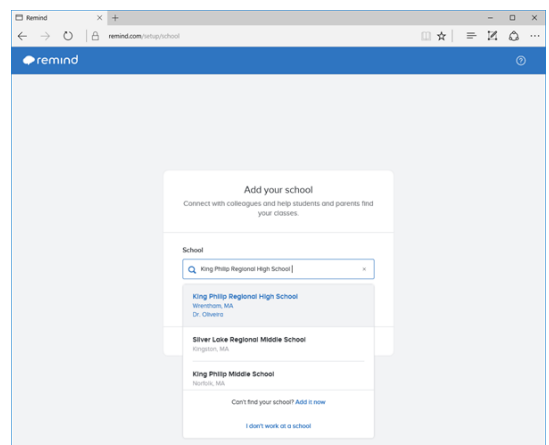 Remind
remind.com/setup/school
remind
Add your school
Connect with colleagues and help students and parents find
your classes.
School
King Philip Regional High School
King Philip Regional High School
Wrentham, MA
Dr. Oliveira
Silver Lake Regional Middle School
Kingston, MA
King Philip Middle School
Norfolk, MA
Can't find your school? Add it now
I don't work at a school